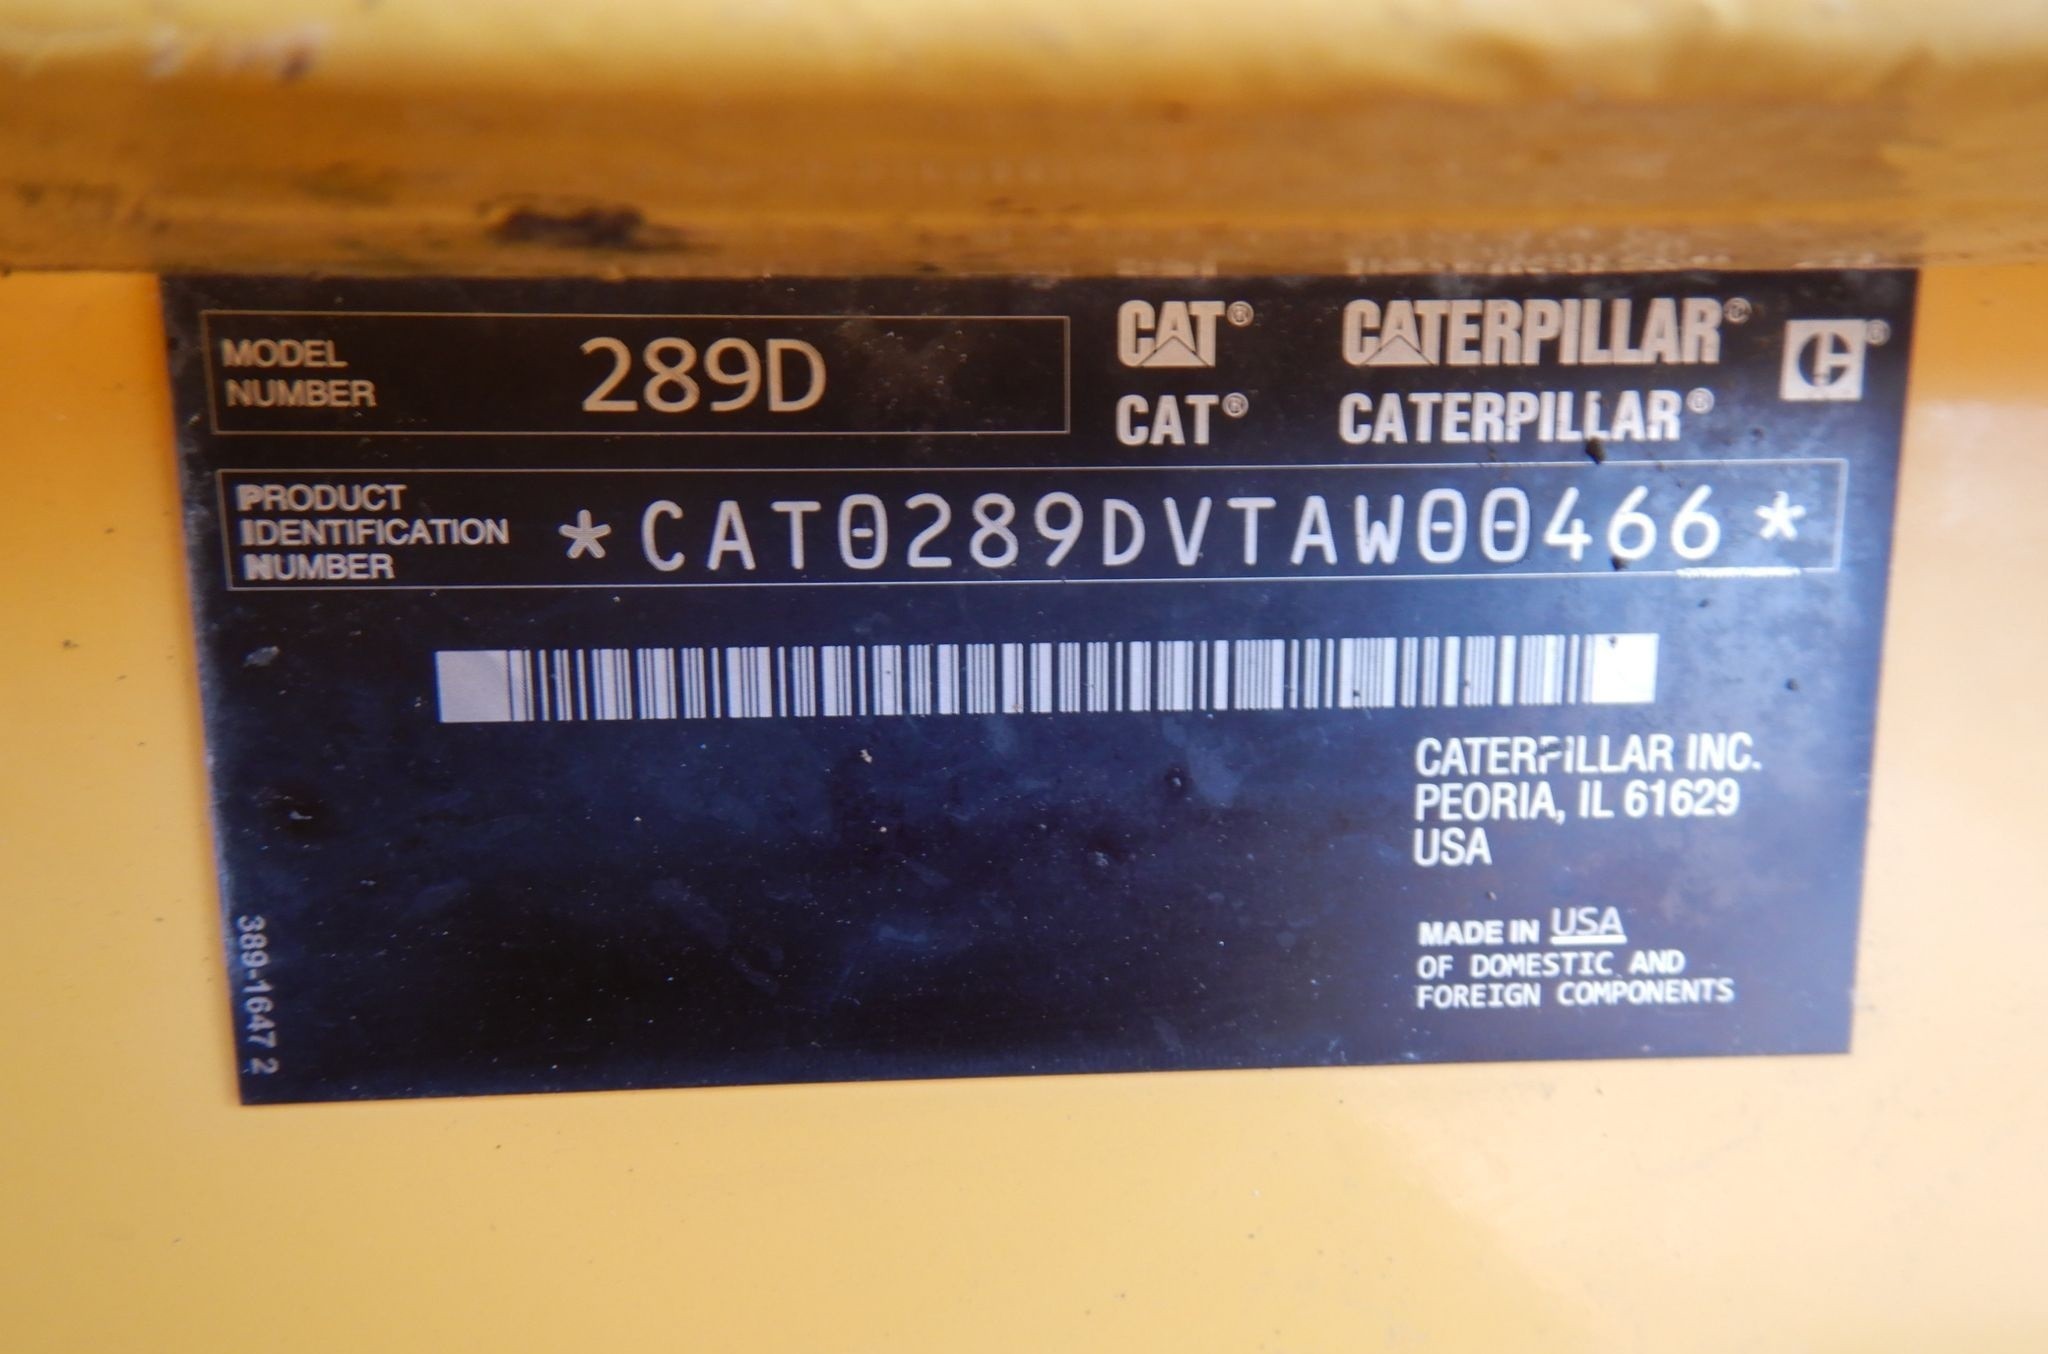 MODEL
NUMBER
289D
CAT® CATERPILLAR®
CAT® CATERPILLAR®
PRODUCT
IDENTIFICATION
NUMBER
*CAT0289DVTAW00466*
CATERPILLAR INC.
PEORIA, IL 61629
USA
MADE IN USA
OF DOMESTIC AND
FOREIGN COMPONENTS
389-1647 2